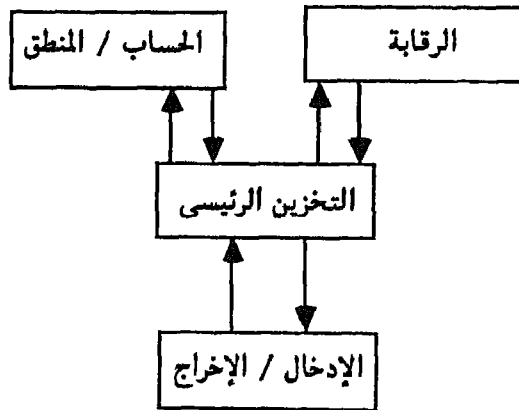 الرقابة
الحساب / المنطق
التخزين الرئيسى
الإدخال / الإخراج